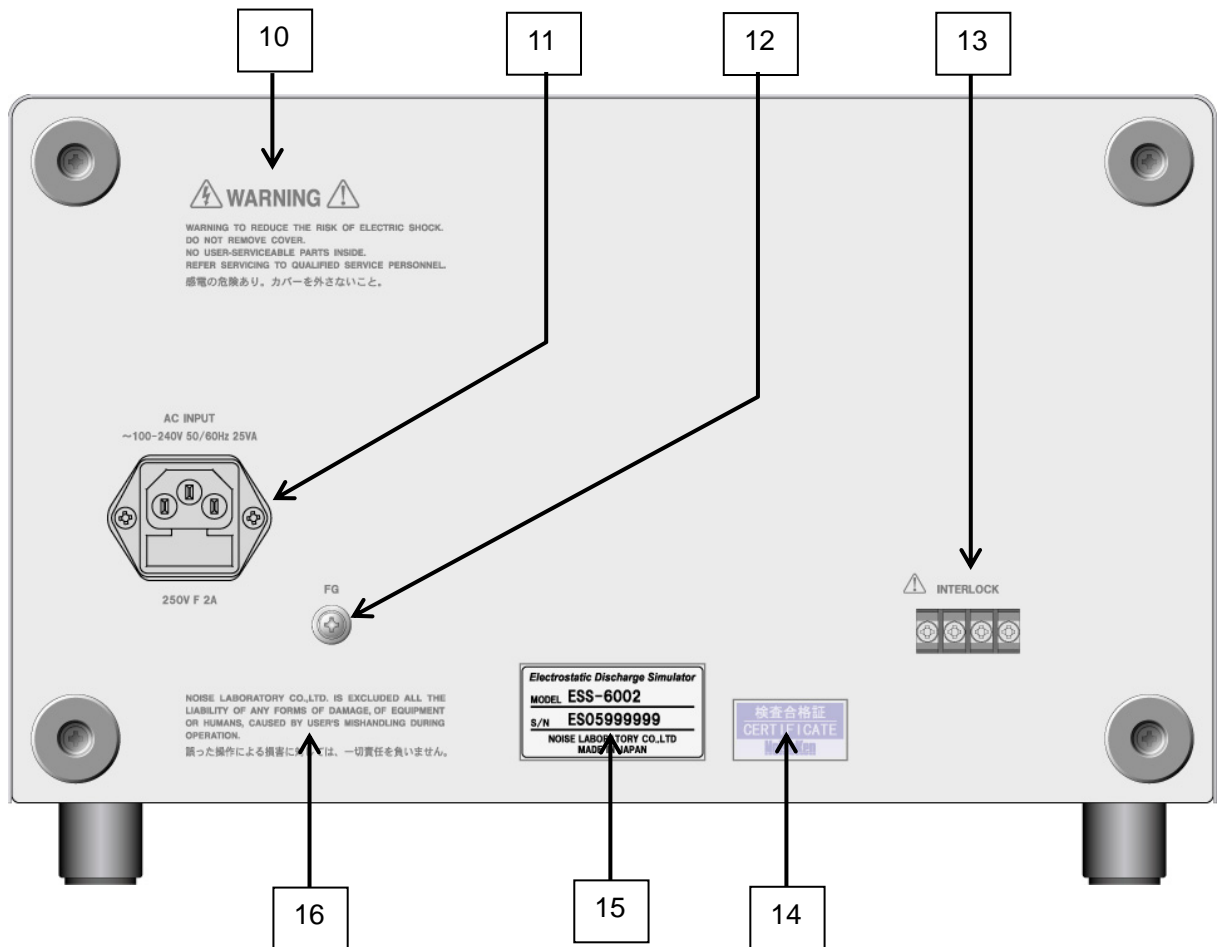 10
11
12
13
WARNING
WARNING TO REDUCE THE RISK OF ELECTRIC SHOCK.
DO NOT REMOVE COVER.
NO USER-SERVICEABLE PARTS INSIDE.
REFER SERVICING TO QUALIFIED SERVICE PERSONNEL.
感電の危険あり。カバーを外さないこと。
AC INPUT
～100-240V 50/60Hz 25VA
250V F 2A
FG
INTERLOCK
NOISE LABORATORY CO.,LTD. IS EXCLUDED ALL THE
LIABILITY OF ANY FORMS OF DAMAGE, OF EQUIPMENT
OR HUMANS, CAUSED BY USER'S MISHANDLING DURING
OPERATION.
誤った操作による損害に対しては、一切責任を負いません。
Electrostatic Discharge Simulator
MODEL ESS-6002
S/N ES05999999
NOISE LABORATORY CO.,LTD
MADE IN JAPAN
検査合格証
CERTIFICATE
16
15
14